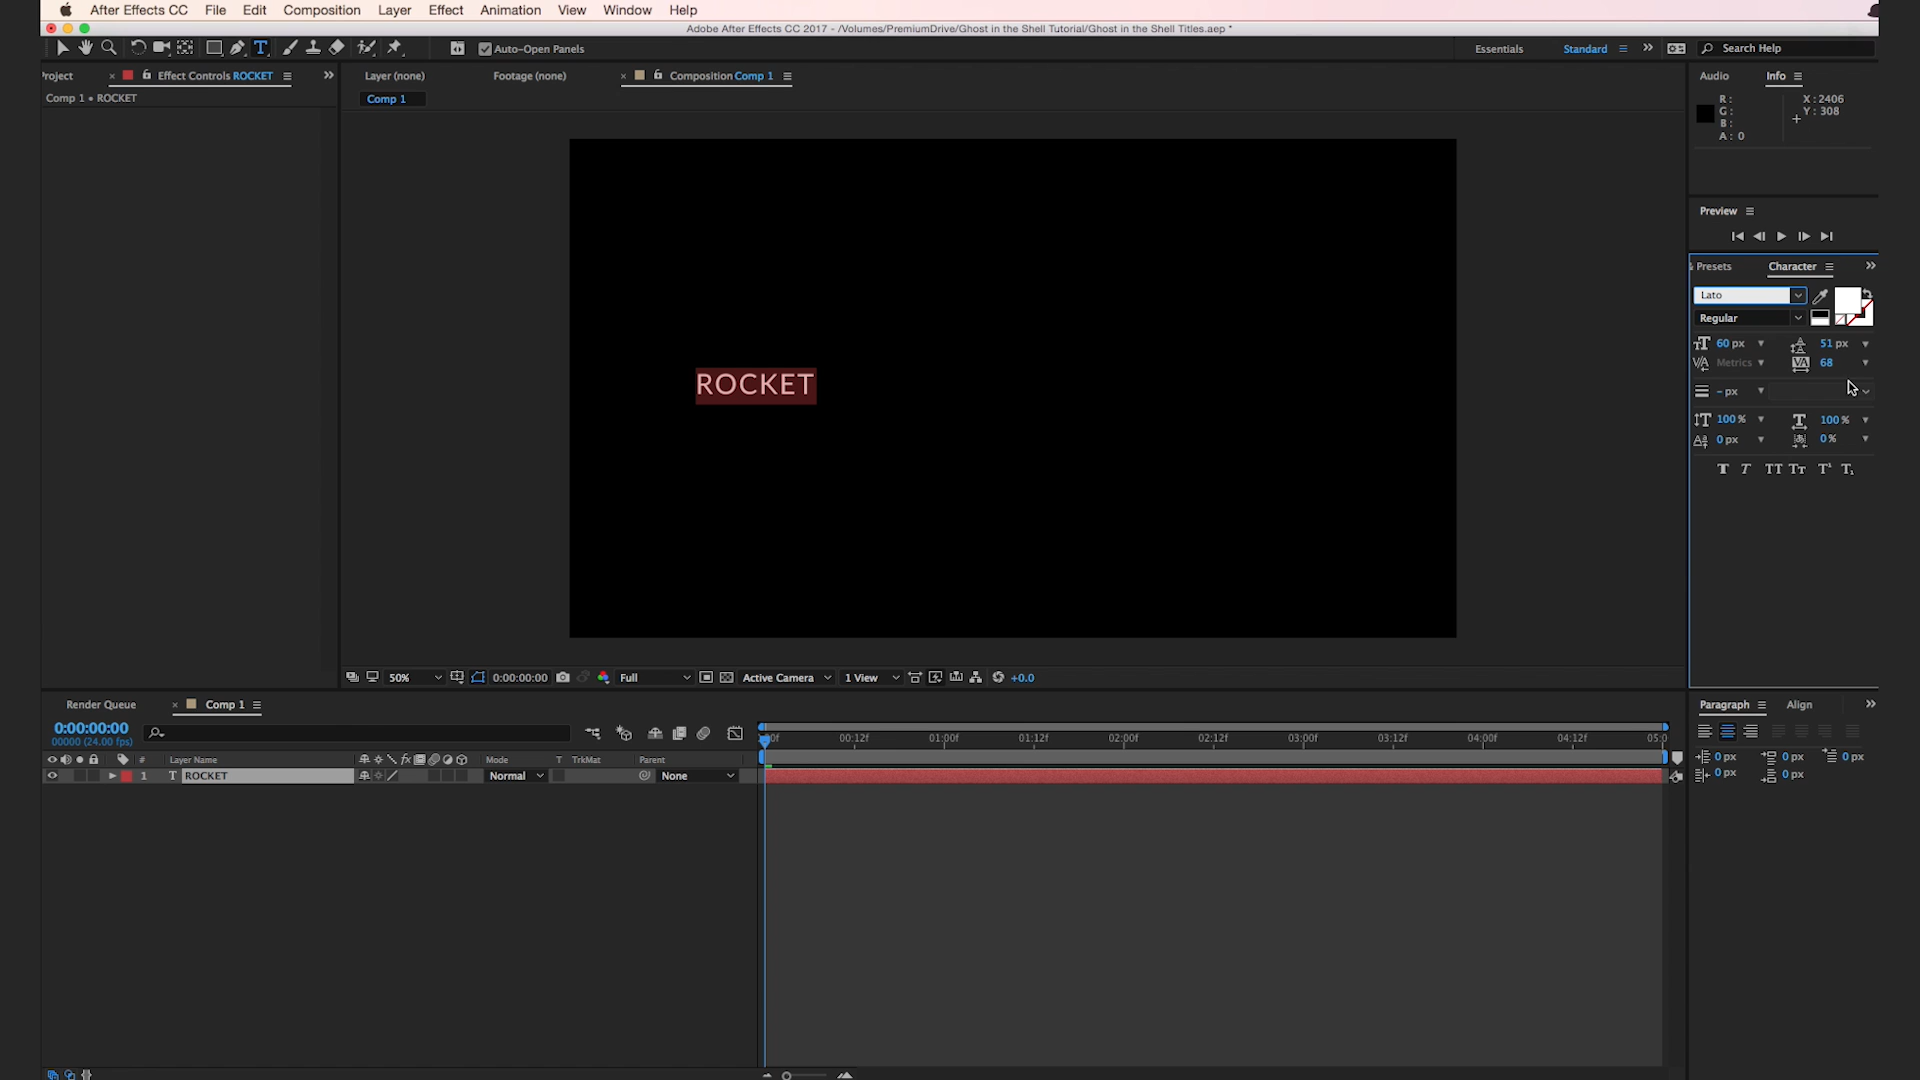 After Effects CC File Edit Composition Layer Effect Animation View Window Help
Adobe After Effects CC 2017 - /Volumes/PremiumDrive/Ghost in the Shell Tutorial/Ghost in the Shell Titles.aep *
Auto-Open Panels Essentials Standard Search Help
roject Effect Controls ROCKET Layer (none) Footage (none) Composition Comp 1 Audio Info
Comp 1 • ROCKET Comp 1
R: X: 2406
G: Y: 308
B:
A: 0
Preview
Presets Character
Lato
Regular
60 px 51 px
Metrics 68
- px
100 % 100 %
0 px 0 %
ROCKET
50% 0:00:00:00 Full Active Camera 1 View +0.0
Render Queue Comp 1 Paragraph Align
0:00:00:00
00000 (24.00 fps)
00f 00:12f 01:00f 01:12f 02:00f 02:12f 03:00f 03:12f 04:00f 04:12f 05:0
# Layer Name Mode T TrkMat Parent
1 T ROCKET Normal None
0 px 0 px 0 px
0 px 0 px